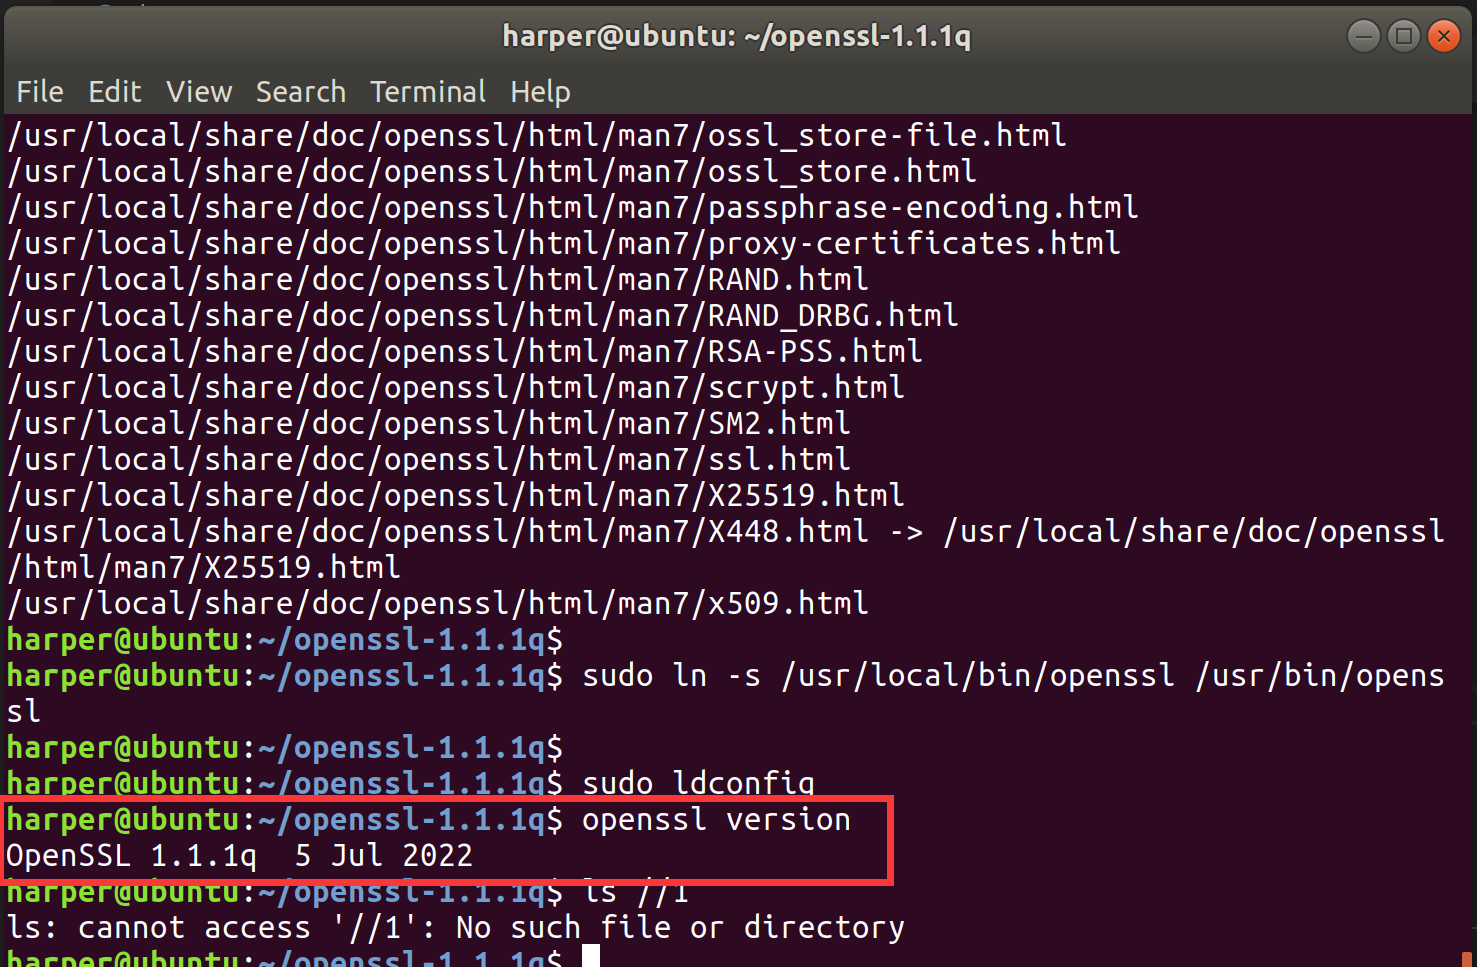 harper@ubuntu: ~/openssl-1.1.1q
File Edit View Search Terminal Help
/usr/local/share/doc/openssl/html/man7/ossl_store-file.html
/usr/local/share/doc/openssl/html/man7/ossl_store.html
/usr/local/share/doc/openssl/html/man7/passphrase-encoding.html
/usr/local/share/doc/openssl/html/man7/proxy-certificates.html
/usr/local/share/doc/openssl/html/man7/RAND.html
/usr/local/share/doc/openssl/html/man7/RAND_DRBG.html
/usr/local/share/doc/openssl/html/man7/RSA-PSS.html
/usr/local/share/doc/openssl/html/man7/scrypt.html
/usr/local/share/doc/openssl/html/man7/SM2.html
/usr/local/share/doc/openssl/html/man7/ssl.html
/usr/local/share/doc/openssl/html/man7/X25519.html
/usr/local/share/doc/openssl/html/man7/X448.html -> /usr/local/share/doc/openssl
/html/man7/X25519.html
/usr/local/share/doc/openssl/html/man7/x509.html
harper@ubuntu:~/openssl-1.1.1q$
harper@ubuntu:~/openssl-1.1.1q$ sudo ln -s /usr/local/bin/openssl /usr/bin/opens
sl
harper@ubuntu:~/openssl-1.1.1q$
harper@ubuntu:~/openssl-1.1.1q$ sudo ldconfig
harper@ubuntu:~/openssl-1.1.1q$ openssl version
OpenSSL 1.1.1q  5 Jul 2022
harper@ubuntu:~/openssl-1.1.1q$ ls //1
ls: cannot access '//1': No such file or directory
harper@ubuntu:~/openssl-1.1.1q$